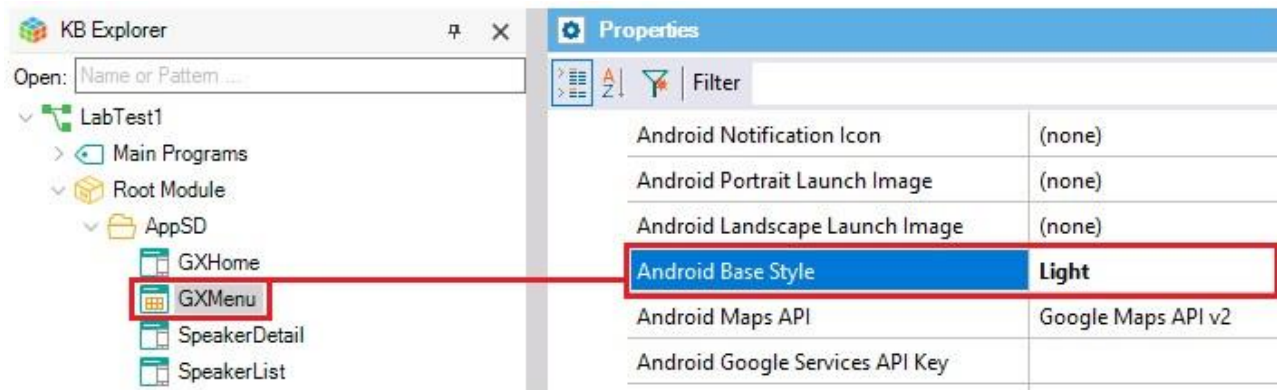 KB Explorer
Open: Name or Pattern ...
LabTest1
Main Programs
Root Module
AppSD
GXHome
GXMenu
SpeakerDetail
SpeakerList
Properties
A Z Filter
Android Notification Icon (none)
Android Portrait Launch Image (none)
Android Landscape Launch Image (none)
Android Base Style Light
Android Maps API Google Maps API v2
Android Google Services API Key